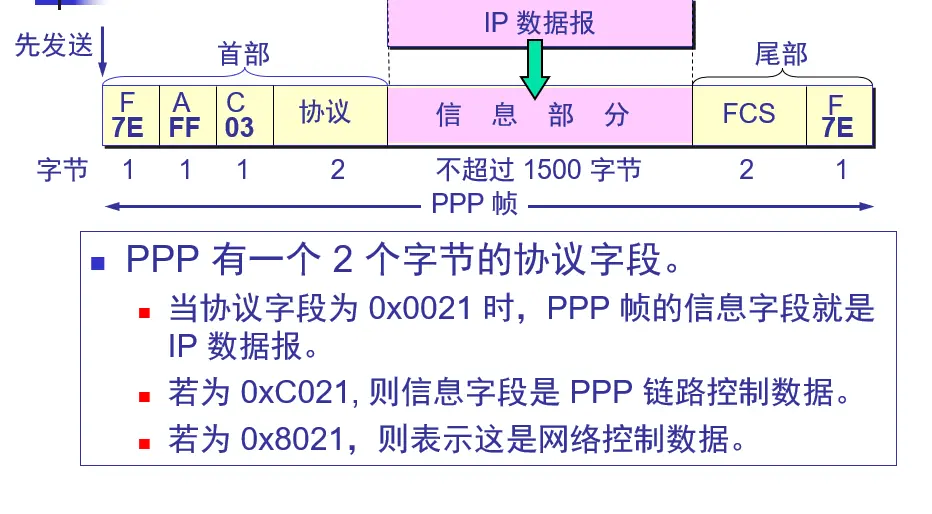 IP 数据报
先发送
首部
尾部
F A C
7E FF 03 协议 信 息 部 分 FCS F 7E
字节 1 1 1 2 不超过 1500 字节 2 1
PPP 帧
PPP 有一个 2 个字节的协议字段。
当协议字段为 0x0021 时，PPP 帧的信息字段就是
IP 数据报。
若为 0xC021, 则信息字段是 PPP 链路控制数据。
若为 0x8021，则表示这是网络控制数据。